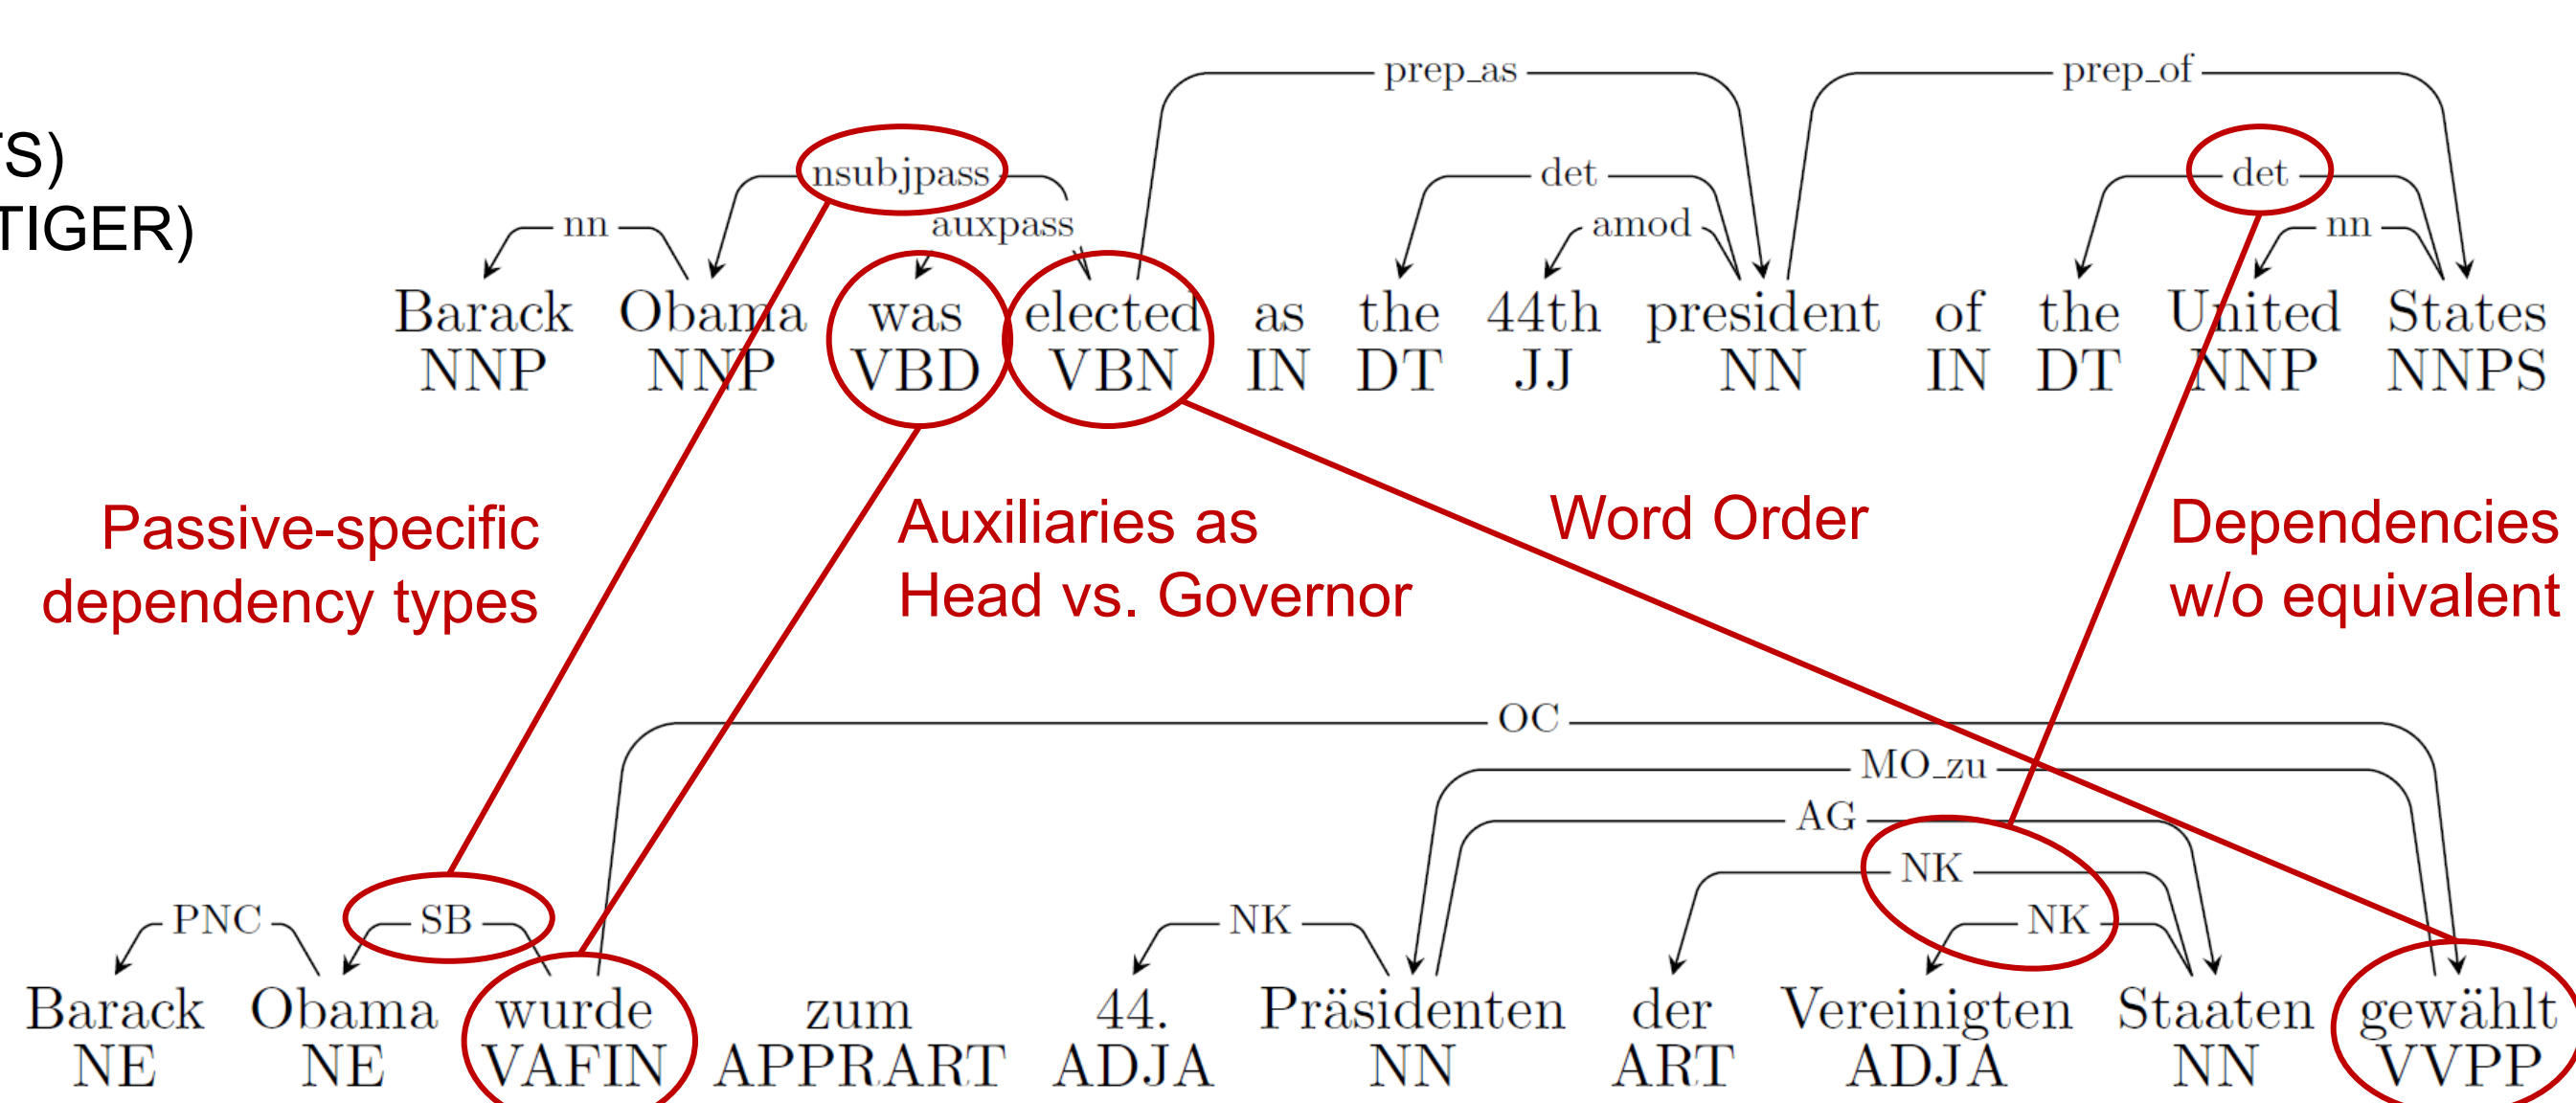 TS)
TIGER)
prep_as prep_of
nsubjpass det det
nn auxpass amod nn
Barack Obama was elected as the 44th president of the United States
NNP NNP VBD VBN IN DT JJ NN IN DT NNP NNPS
Passive-specific
dependency types
Auxiliaries as
Head vs. Governor
Word Order
Dependencies
w/o equivalent
OC
MO_zu
AG
NK
PNC SB NK NK
Barack Obama wurde zum 44. Präsidenten der Vereinigten Staaten gewählt
NE NE VAFIN APPRART ADJA NN ART ADJA NN VVPP